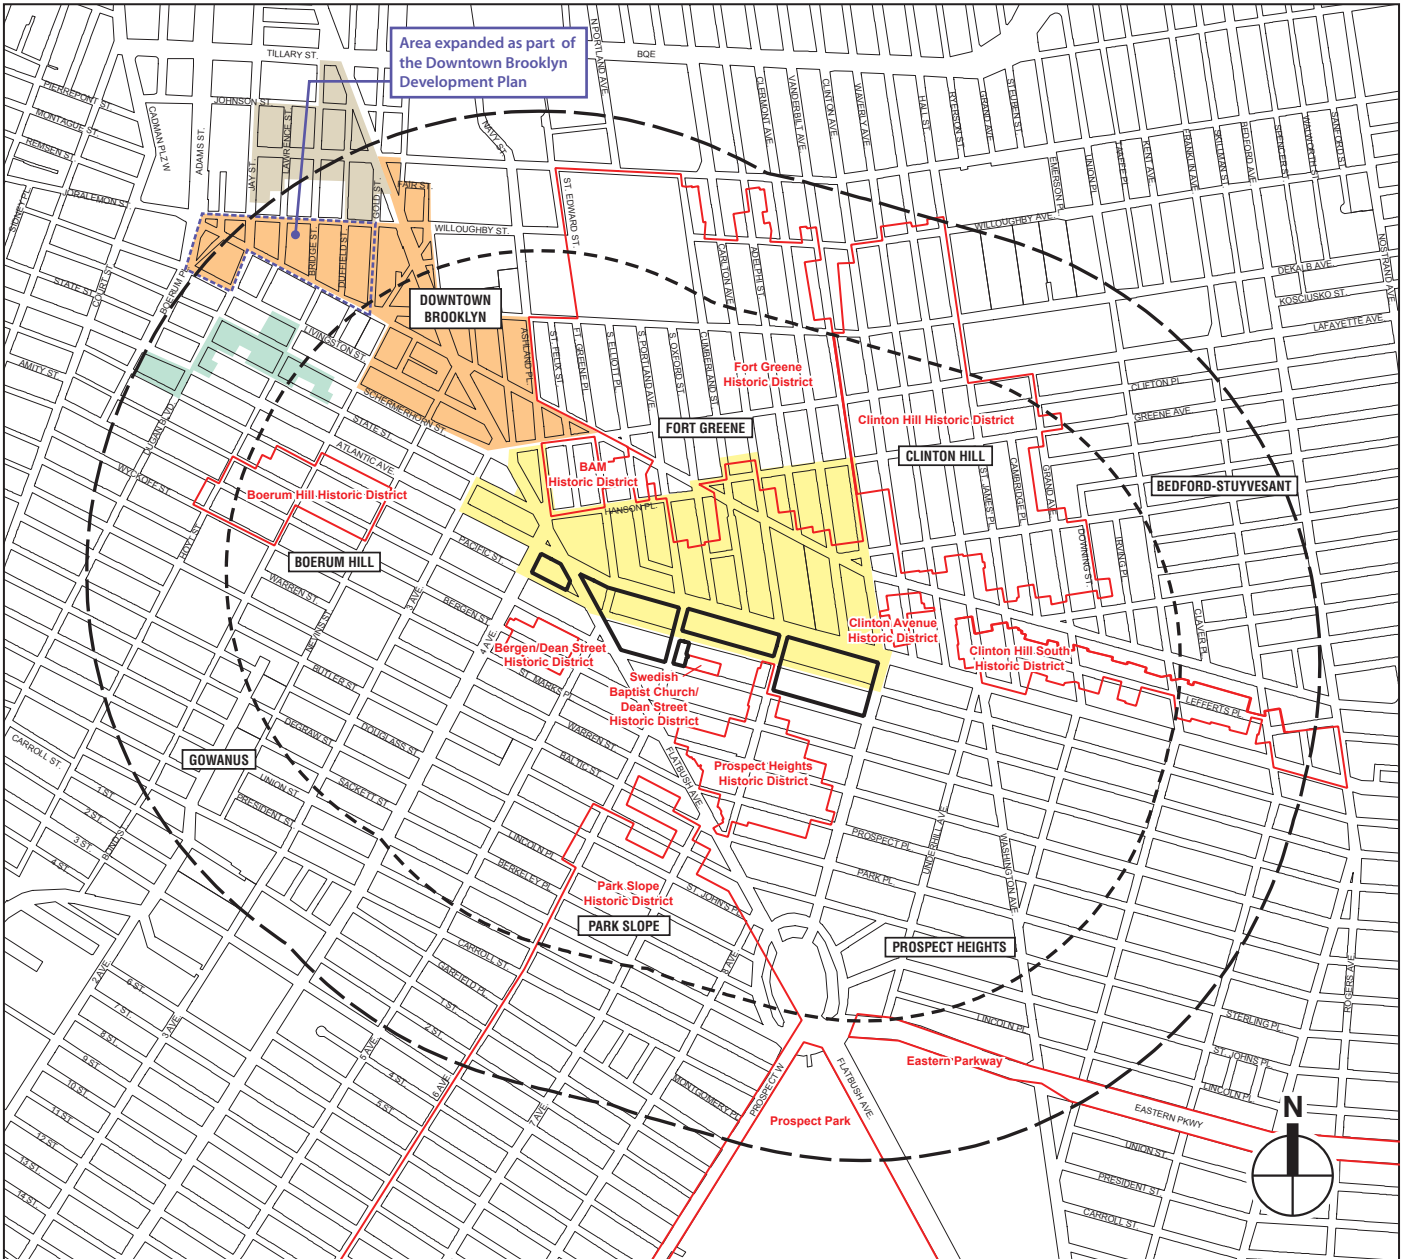 Area expanded as part of
the Downtown Brooklyn
Development Plan
TILLARY ST.
BQE
N PORTLAND AVE
PIERREPONT ST.
MONTAGUE ST.
REMSEN ST.
JORALEMON ST.
SIDNEY PL
CADMAN PLZ W
ADAMS ST.
JOHNSON ST.
JAY ST.
LAWRENCE ST.
GOLD ST.
FAIR ST.
NAVY ST.
ST. EDWARD ST.
CLERMONT AVE
VANDERBILT AVE
CLINTON AVE
WAVERLY AVE
HALL ST.
RYERSON ST.
GRAND AVE
STEUBEN ST.
EMERSON PL
UNION PL
TAAFFE PL
KENT AVE
FRANKLIN AVE
SKILLMAN ST.
BEDFORD AVE
SPENCER ST.
WALWORTH ST.
SANFORD S.
WILLOUGHBY ST.
WILLOUGHBY AVE.
BRIDGE ST.
DUFFIELD ST.
CARLTON AVE
ADELPHI ST.
DEKALB AVE.
NOSTRAND AVE
KOSCIUSKO ST.
LAFAYETTE AVE
STATE ST.
COURT ST.
BOERUM PL
DOWNTOWN
BROOKLYN
LIVINGSTON ST.
ASHLAND PL.
ST. FELIX ST.
FT. GREENE PL
S. ELLIOTT PL
S. PORTLAND AVE
S. OXFORD ST.
CUMBERLAND ST.
Fort Greene
Historic District
AMITY ST.
SCHERMERHORN ST.
STATE ST.
FORT GREENE
Clinton Hill Historic District
CLIFTON PL
GREENE AVE
CLINTON HILL
ATLANTIC AVE
WYCKOFF ST.
BAM
Historic District
ST. JAMES PL
CAMBRIDGE PL
GRAND AVE
BEDFORD-STUYVESANT
Boerum Hill Historic District
HANSON PL.
HOYT ST
BOERUM HILL
PACIFIC ST.
DOWNING ST.
IRVING PL
WARREN ST.
3 AVE
BERGEN ST.
CLAVER PL
NEVINS ST.
4 AVE.
Clinton Avenue
Historic District
Bergen/Dean Street
Historic District
Clinton Hill South
Historic District
BUTLER ST.
ST. MARKS P
Swedish
Baptist Church/
Dean Street
Historic District
LEFFERTS PL
DEGRAW ST.
DOUGLASS ST.
WARREN ST.
BALTIC ST.
CARROLL ST.
GOWANUS
FLATBUSH AVE.
Prospect Heights
Historic District
1 ST.
2 ST.
3 ST.
4 ST.
BOND S
UNION ST.
PRESIDENT ST.
SACKETT ST.
LINCOLN PL
BERKELEY PL
PROSPECT PL
PARK PL
UNDERHILL AVE
WASHINGTON AVE
Park Slope
Historic District
ST. JOHN'S PL
PARK SLOPE
PROSPECT HEIGHTS
CARROLL ST.
GARFIELD PL
1 ST.
2 ST.
2 AVE.
3 AVE.
5 AVE.
6 AVE.
7 AVE.
6 ST.
7 ST.
8 ST.
9 ST.
10 ST.
11 ST.
12 ST.
13 ST.
14 ST.
4 ST.
5 ST.
MONTGOMERY PL
PROSPECT W
FLATBUSH AVE.
LINCOLN PL
Eastern Parkway
Prospect Park
ROGERS AVE
STERLING PL
ST. JOHNS PL
LINCOLN PL
EASTERN PKWY
UNION ST.
PRESIDENT ST
CARROLL ST.
N